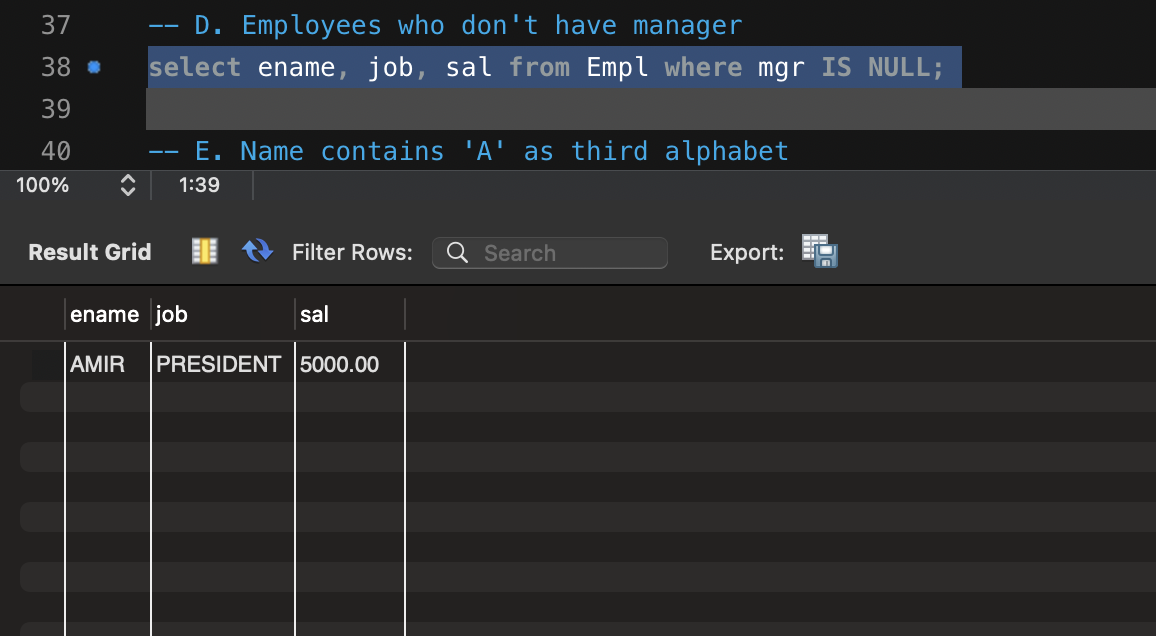 37 -- D. Employees who don't have manager
38 select ename, job, sal from Empl where mgr IS NULL;
39
40 -- E. Name contains 'A' as third alphabet
100% 1:39
Result Grid Filter Rows: Search Export:
ename job sal
AMIR PRESIDENT 5000.00